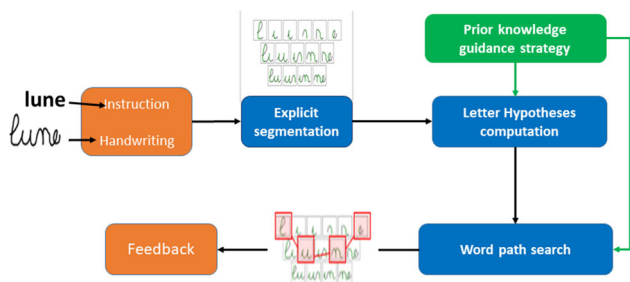 Prior knowledge
guidance strategy
lune
Instruction
lune
Handwriting
Explicit
segmentation
Letter Hypotheses
computation
Feedback
Word path search